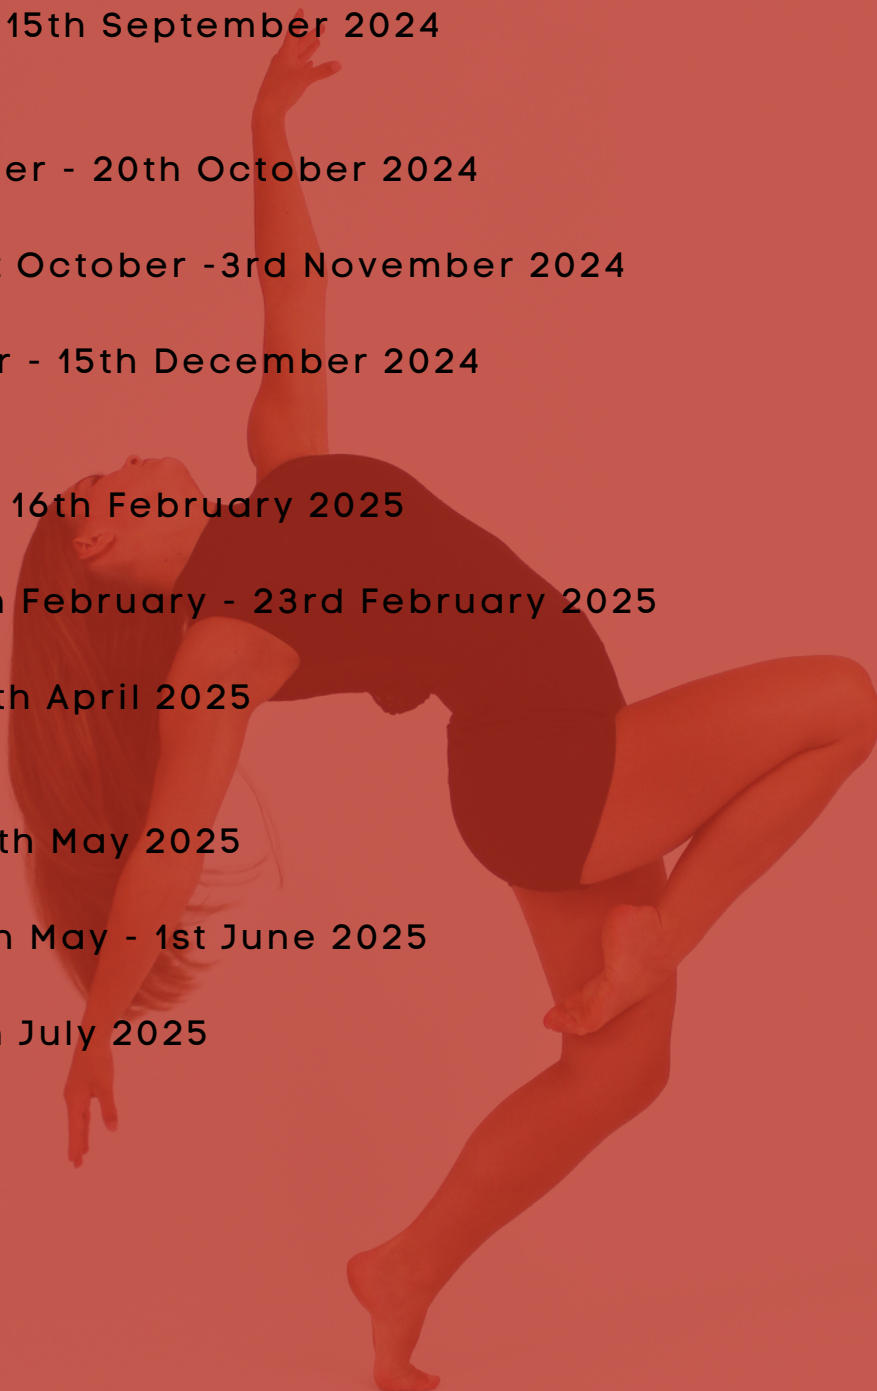 15th September 2024
er - 20th October 2024
t October -3rd November 2024
r - 15th December 2024
16th February 2025
h February - 23rd February 2025
th April 2025
th May 2025
h May - 1st June 2025
h July 2025